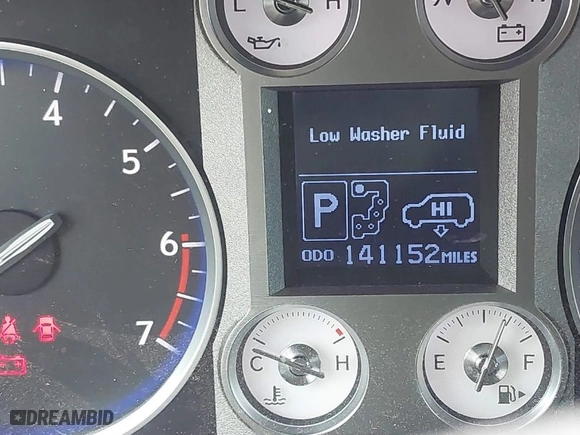 L H
N H
4
5
6
7
Low Washer Fluid
P HI
ODO 141152 MILES
C H
E F
DREAMBID